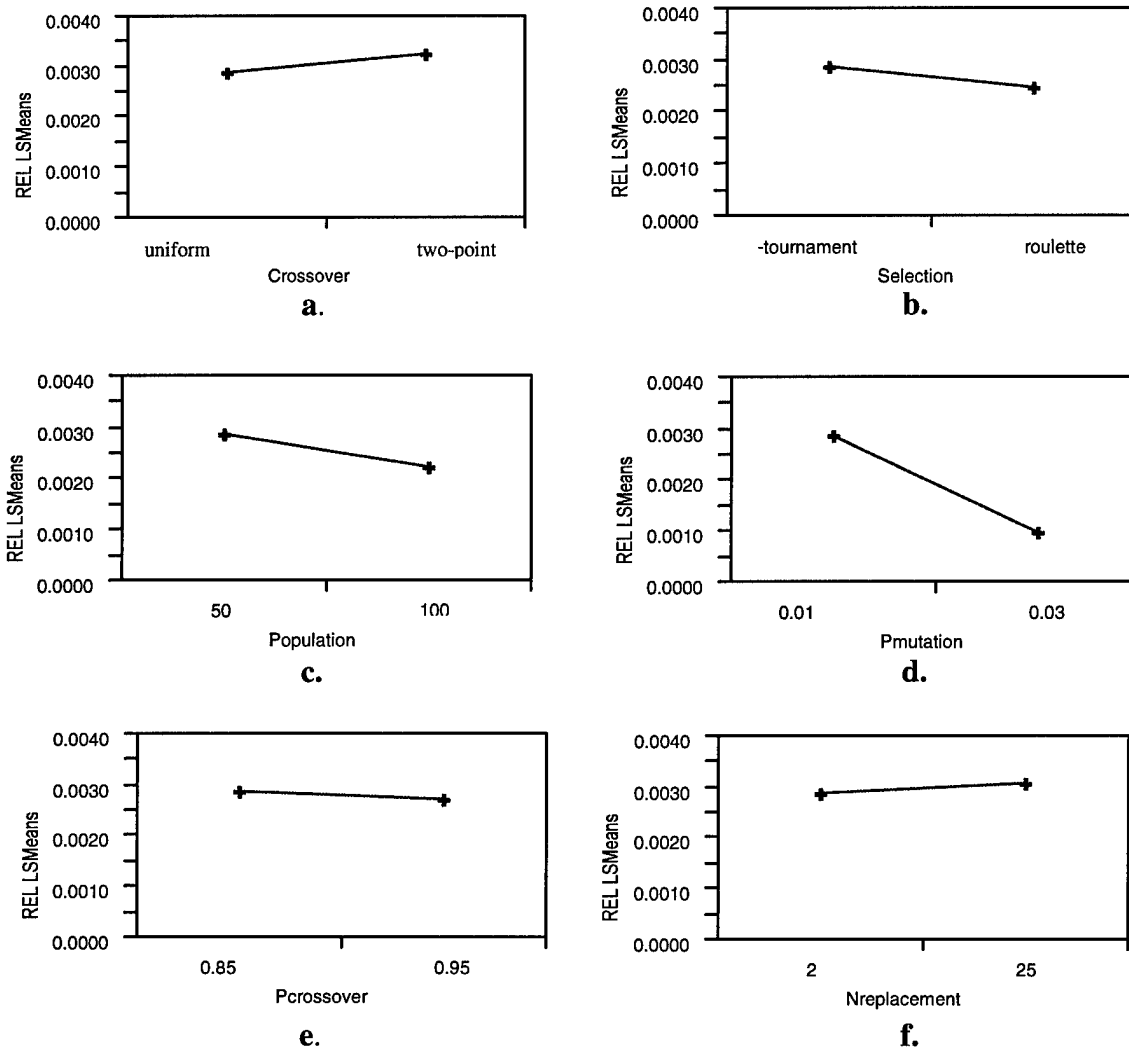 0.0040
0.0030
0.0020
0.0010
0.0000
REL LSMeans
uniform two-point
Crossover
a.
0.0040
0.0030
0.0020
0.0010
0.0000
REL LSMeans
-tournament roulette
Selection
b.
0.0040
0.0030
0.0020
0.0010
0.0000
REL LSMeans
50 100
Population
c.
0.0040
0.0030
0.0020
0.0010
0.0000
REL LSMeans
0.01 0.03
Pmutation
d.
0.0040
0.0030
0.0020
0.0010
0.0000
REL LSMeans
0.85 0.95
Pcrossover
e.
0.0040
0.0030
0.0020
0.0010
0.0000
REL LSMeans
2 25
Nreplacement
f.